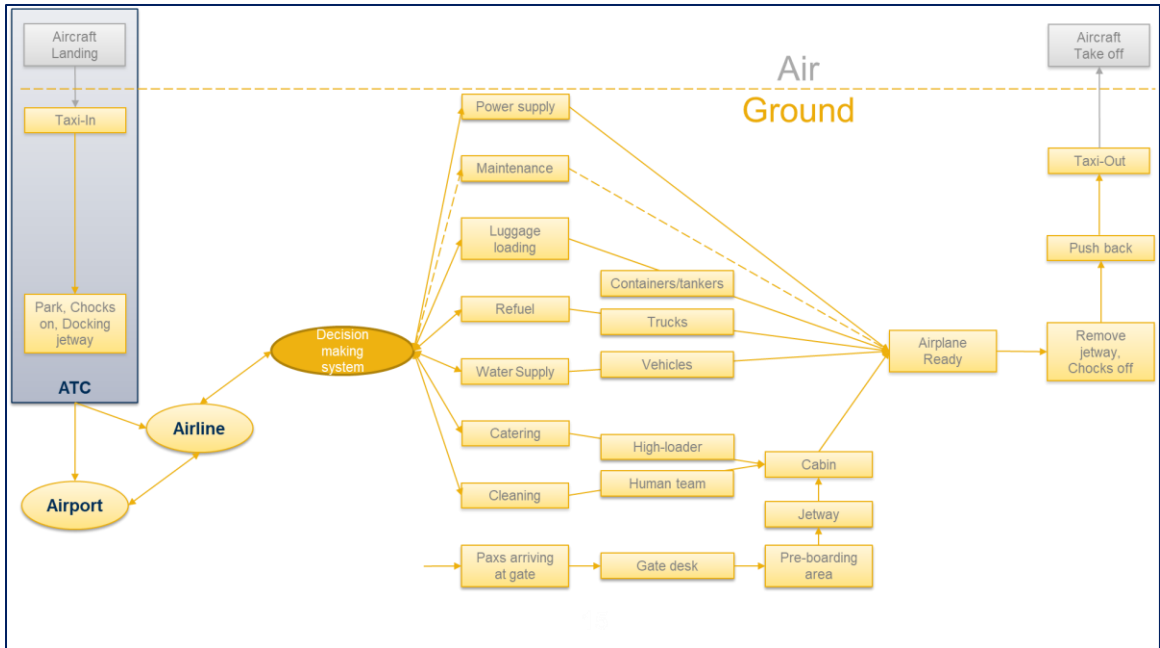 Aircraft
Landing
Aircraft
Take off
Air
Ground
Taxi-In
Power supply
Maintenance
Taxi-Out
Luggage
loading
Push back
Containers/tankers
Park, Chocks
on, Docking
jetway
Refuel
Trucks
Decision
making
system
Airplane
Ready
Remove
jetway,
Chocks off
Water Supply
Vehicles
ATC
Airline
Catering
High-loader
Cabin
Airport
Cleaning
Human team
Jetway
Paxs arriving
at gate
Gate desk
Pre-boarding
area